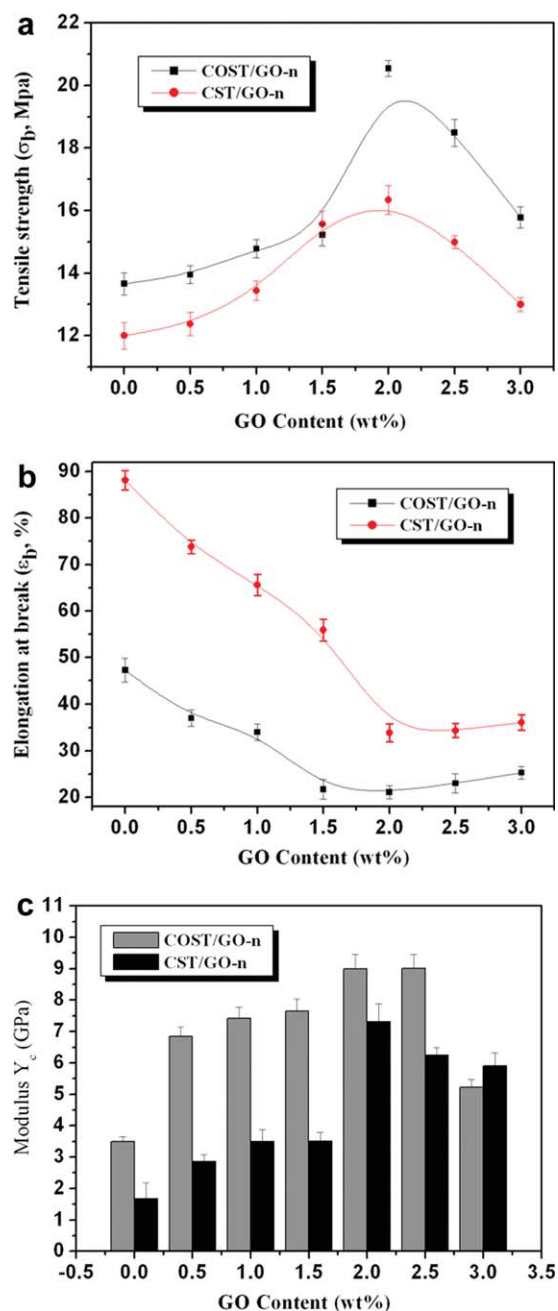 a
22
20
18
16
14
12
Tensile strength (σb, Mpa)
COST/GO-n
CST/GO-n
0.0 0.5 1.0 1.5 2.0 2.5 3.0
GO Content (wt%)
b
90
80
70
60
50
40
30
20
Elongation at break (εb, %)
COST/GO-n
CST/GO-n
0.0 0.5 1.0 1.5 2.0 2.5 3.0
GO Content (wt%)
c
11
10
9
8
7
6
5
4
3
2
1
0
Modulus Yc (GPa)
COST/GO-n
CST/GO-n
-0.5 0.0 0.5 1.0 1.5 2.0 2.5 3.0 3.5
GO Content (wt%)